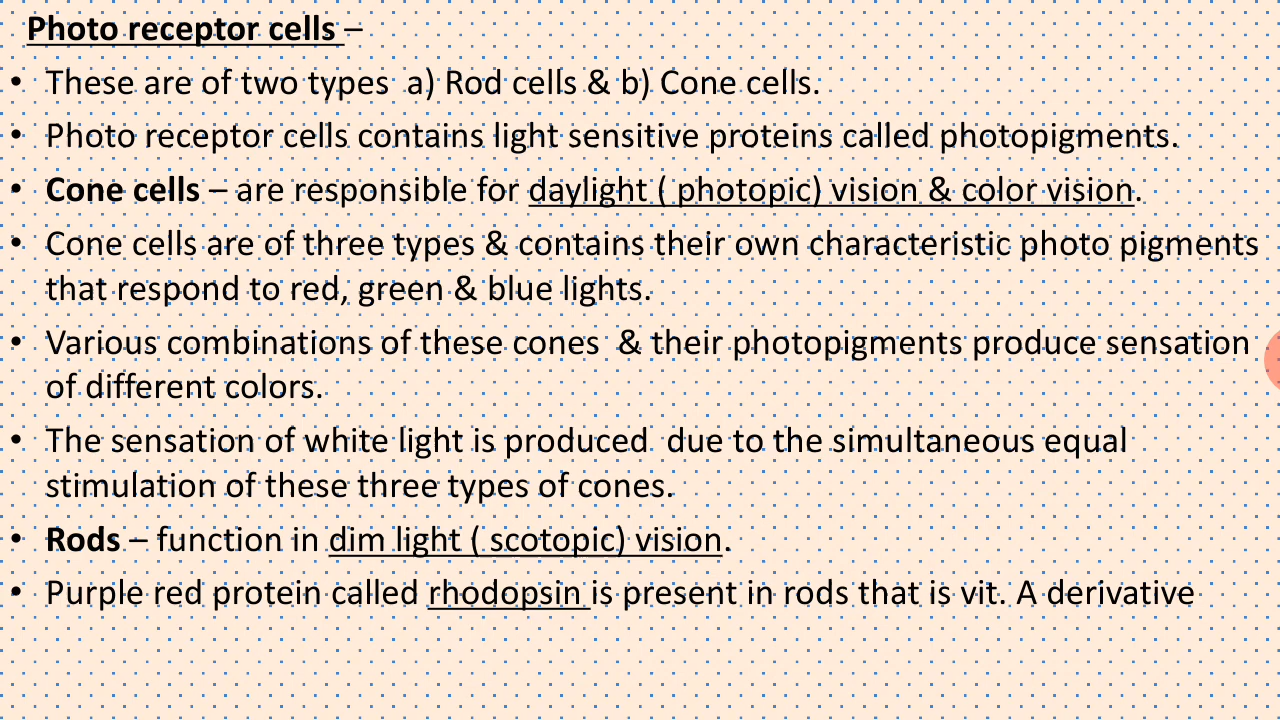 Photo receptor cells –
• These are of two types  a) Rod cells & b) Cone cells.
• Photo receptor cells contains light sensitive proteins called photopigments.
• Cone cells – are responsible for daylight ( photopic) vision & color vision.
• Cone cells are of three types & contains their own characteristic photo pigments
that respond to red, green & blue lights.
• Various combinations of these cones  & their photopigments produce sensation
of different colors.
• The sensation of white light is produced  due to the simultaneous equal
stimulation of these three types of cones.
• Rods – function in dim light ( scotopic) vision.
• Purple red protein called rhodopsin is present in rods that is vit. A derivative